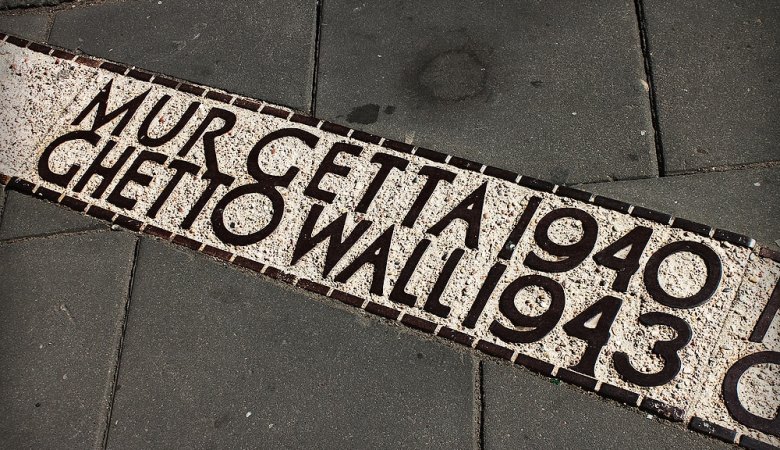 MUR GETTA 1940
GHETTO WALL 1943